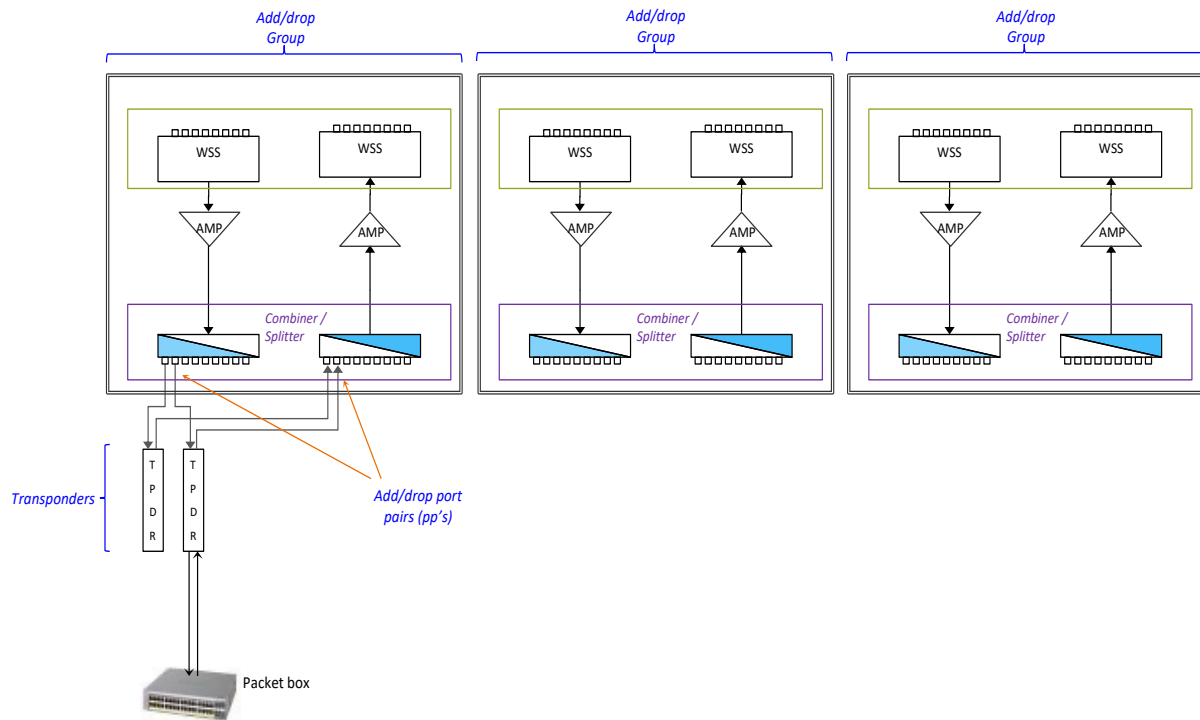 Add/drop
Group
Add/drop
Group
Add/drop
Group
WSS
WSS
WSS
WSS
WSS
WSS
AMP
AMP
AMP
AMP
AMP
AMP
Combiner /
Splitter
Combiner /
Splitter
Combiner /
Splitter
Transponders
T
P
D
R
T
P
D
R
Add/drop port
pairs (pp's)
Packet box